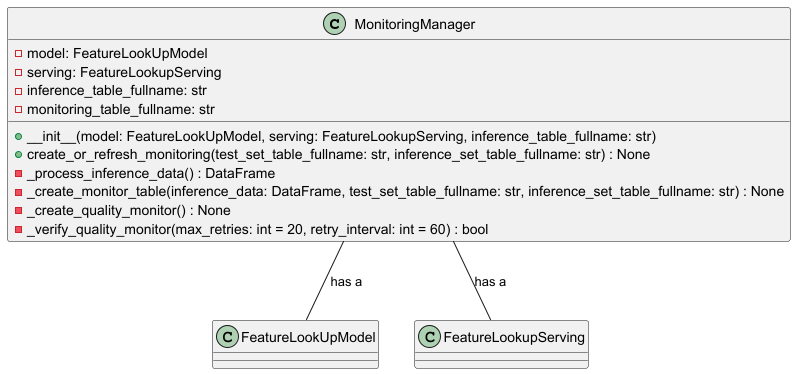 C MonitoringManager
model: FeatureLookUpModel
serving: FeatureLookupServing
inference_table_fullname: str
monitoring_table_fullname: str
__init__(model: FeatureLookUpModel, serving: FeatureLookupServing, inference_table_fullname: str)
create_or_refresh_monitoring(test_set_table_fullname: str, inference_set_table_fullname: str) : None
_process_inference_data() : DataFrame
_create_monitor_table(inference_data: DataFrame, test_set_table_fullname: str, inference_set_table_fullname: str) : None
_create_quality_monitor() : None
_verify_quality_monitor(max_retries: int = 20, retry_interval: int = 60) : bool
has a
has a
C FeatureLookUpModel
C FeatureLookupServing